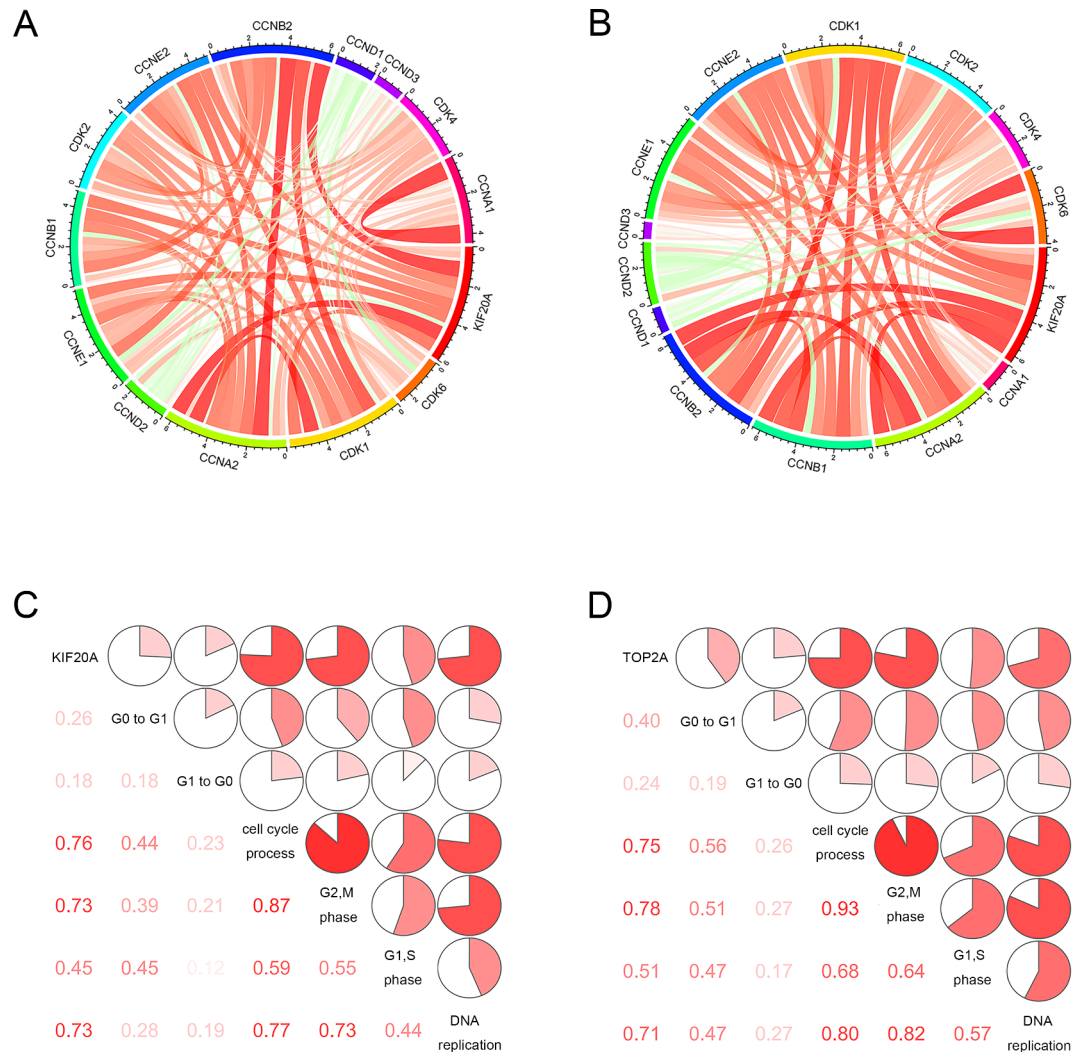 A
B
CCNB2
CCND1
CCND3
CDK4
CCNA1
KIF20A
CDK6
CDK1
CCNA2
CCND2
CCNE1
CCNB1
CDK2
CCNE2
CDK1
CDK2
CDK4
CDK6
KIF20A
CCNA1
CCNA2
CCNB1
CCNB2
CCND1
CCND2
CCND3
CCNE1
CCNE2
C
KIF20A
0.26 G0 to G1
0.18 0.18 G1 to G0
0.76 0.44 0.23 cell cycle
process
0.73 0.39 0.21 0.87 G2,M
phase
0.45 0.45 0.12 0.59 0.55 G1,S
phase
0.73 0.28 0.19 0.77 0.73 0.44 DNA
replication
D
TOP2A
0.40 G0 to G1
0.24 0.19 G1 to G0
0.75 0.56 0.26 cell cycle
process
0.78 0.51 0.27 0.93 G2,M
phase
0.51 0.47 0.17 0.68 0.64 G1,S
phase
0.71 0.47 0.27 0.80 0.82 0.57 DNA
replication